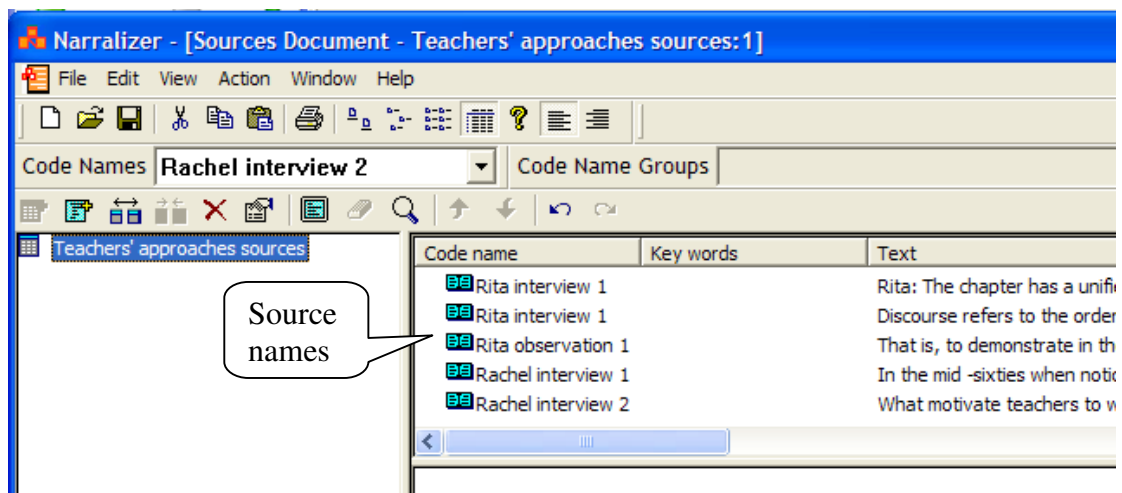 Narralizer - [Sources Document - Teachers' approaches sources:1]
File Edit View Action Window Help
Code Names Rachel interview 2 Code Name Groups
Teachers' approaches sources
Code name Key words Text
Rita interview 1 Rita: The chapter has a unifi
Rita interview 1 Discourse refers to the order
Rita observation 1 That is, to demonstrate in th
Rachel interview 1 In the mid -sixties when notic
Rachel interview 2 What motivate teachers to w
Source
names